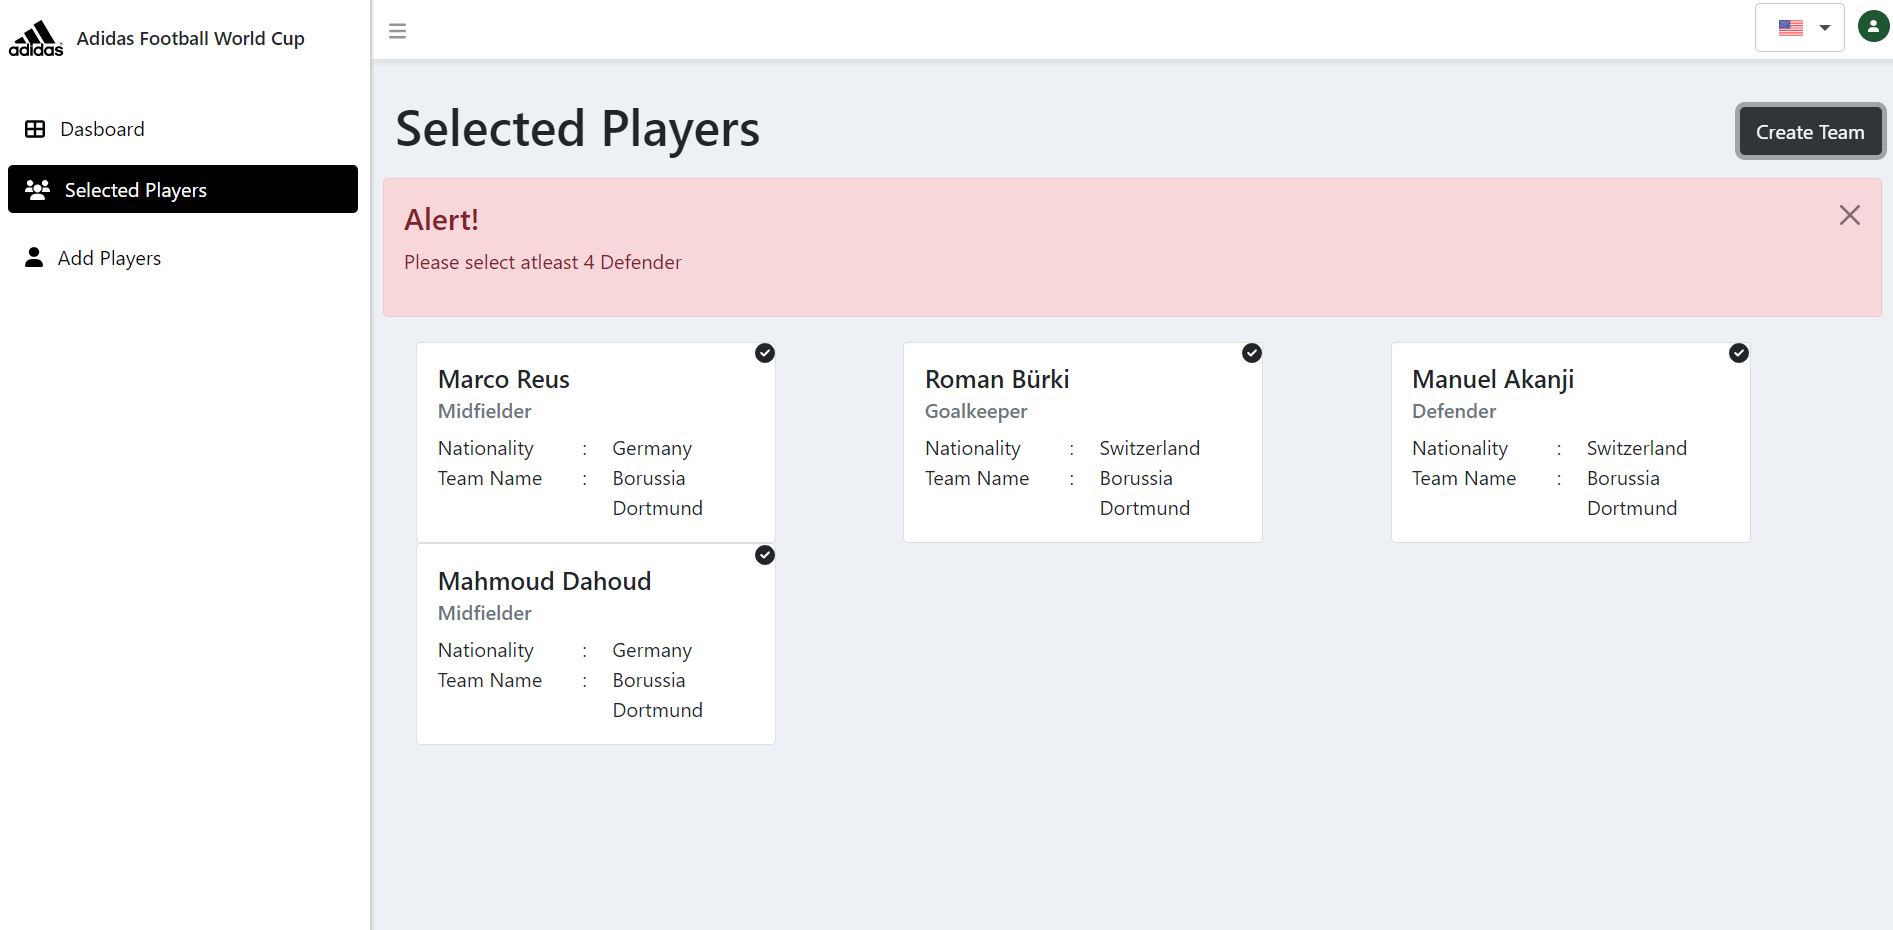 adidas
Adidas Football World Cup
Dasboard
Selected Players
Add Players
Selected Players
Create Team
Alert!
Please select atleast 4 Defender
Marco Reus
Midfielder
Nationality : Germany
Team Name : Borussia
Dortmund
Roman Bürki
Goalkeeper
Nationality : Switzerland
Team Name : Borussia
Dortmund
Manuel Akanji
Defender
Nationality : Switzerland
Team Name : Borussia
Dortmund
Mahmoud Dahoud
Midfielder
Nationality : Germany
Team Name : Borussia
Dortmund